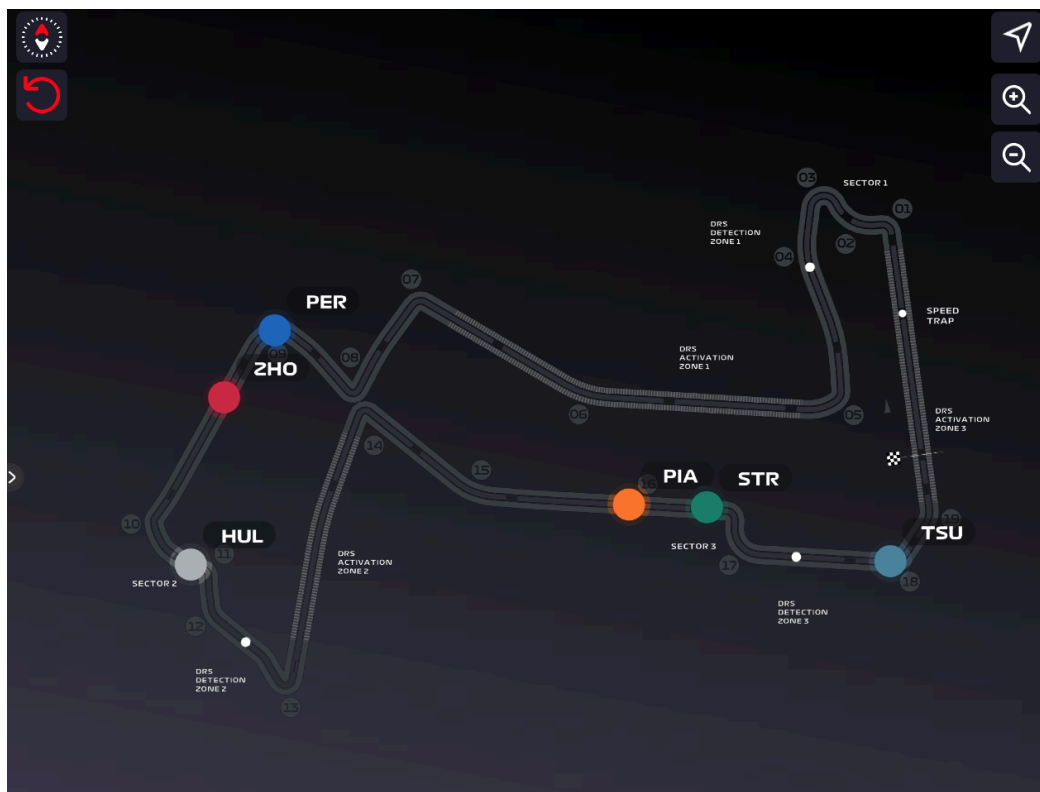 03
SECTOR 1
01
DRS
DETECTION
ZONE 1
02
04
07
PER
SPEED
TRAP
08
09
ZHO
DRS
ACTIVATION
ZONE 1
06
05
DRS
ACTIVATION
ZONE 3
14
15
PIA
16
STR
10
19
TSU
HUL
11
SECTOR 3
DRS
ACTIVATION
ZONE 2
17
18
SECTOR 2
12
DRS
DETECTION
ZONE 3
DRS
DETECTION
ZONE 2
13